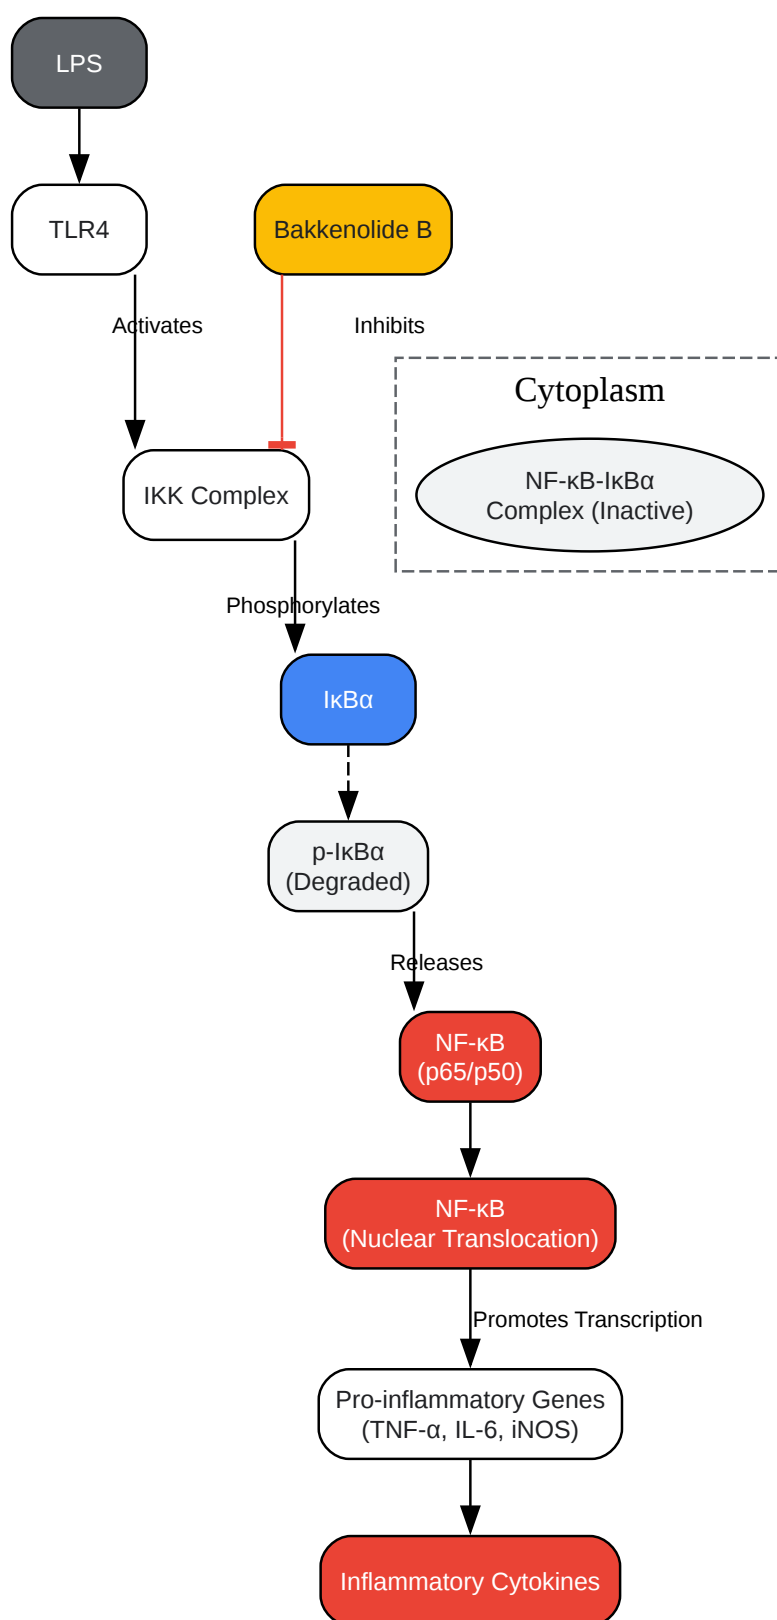 LPS
TLR4
Bakkenolide B
Activates
Inhibits
Cytoplasm
IKK Complex
NF-κB-IκBα
Complex (Inactive)
Phosphorylates
IκBα
p-IκBα
(Degraded)
Releases
NF-κB
(p65/p50)
NF-κB
(Nuclear Translocation)
Promotes Transcription
Pro-inflammatory Genes
(TNF-α, IL-6, iNOS)
Inflammatory Cytokines